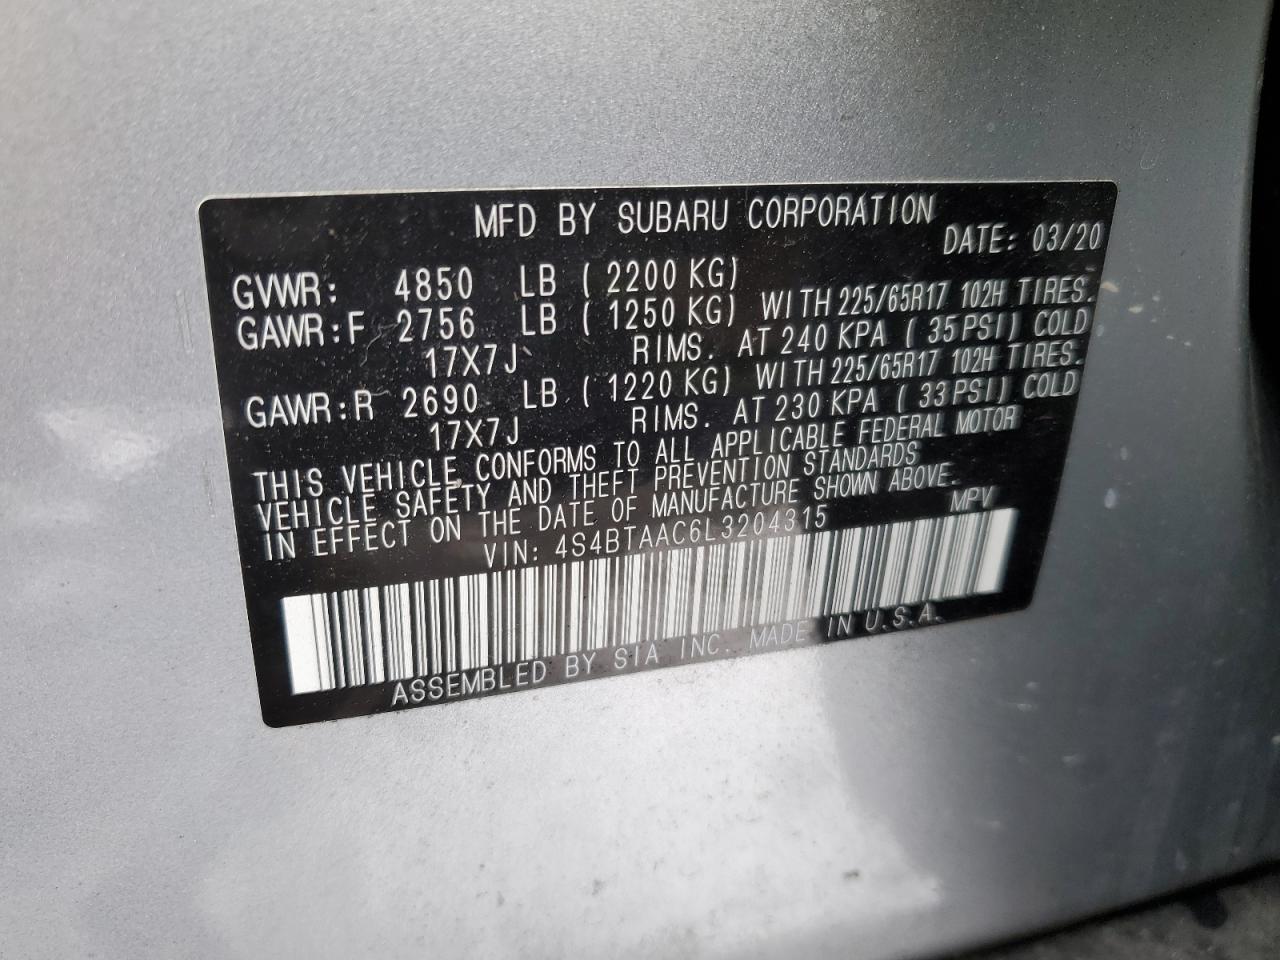 MFD BY SUBARU CORPORATION
DATE: 03/20
GVWR: 4850 LB ( 2200 KG)
GAWR:F 2756 LB ( 1250 KG) WITH 225/65R17 102H TIRES.
17X7J RIMS. AT 240 KPA ( 35PSI) COLD
GAWR:R 2690 LB ( 1220 KG) WITH 225/65R17 102H TIRES.
17X7J RIMS. AT 230 KPA ( 33PSI) COLD
THIS VEHICLE CONFORMS TO ALL APPLICABLE FEDERAL MOTOR
VEHICLE SAFETY AND THEFT PREVENTION STANDARDS
IN EFFECT ON THE DATE OF MANUFACTURE SHOWN ABOVE.
VIN: 4S4BTAAC6L3204315 MPV
ASSEMBLED BY SIA INC. MADE IN U.S.A.